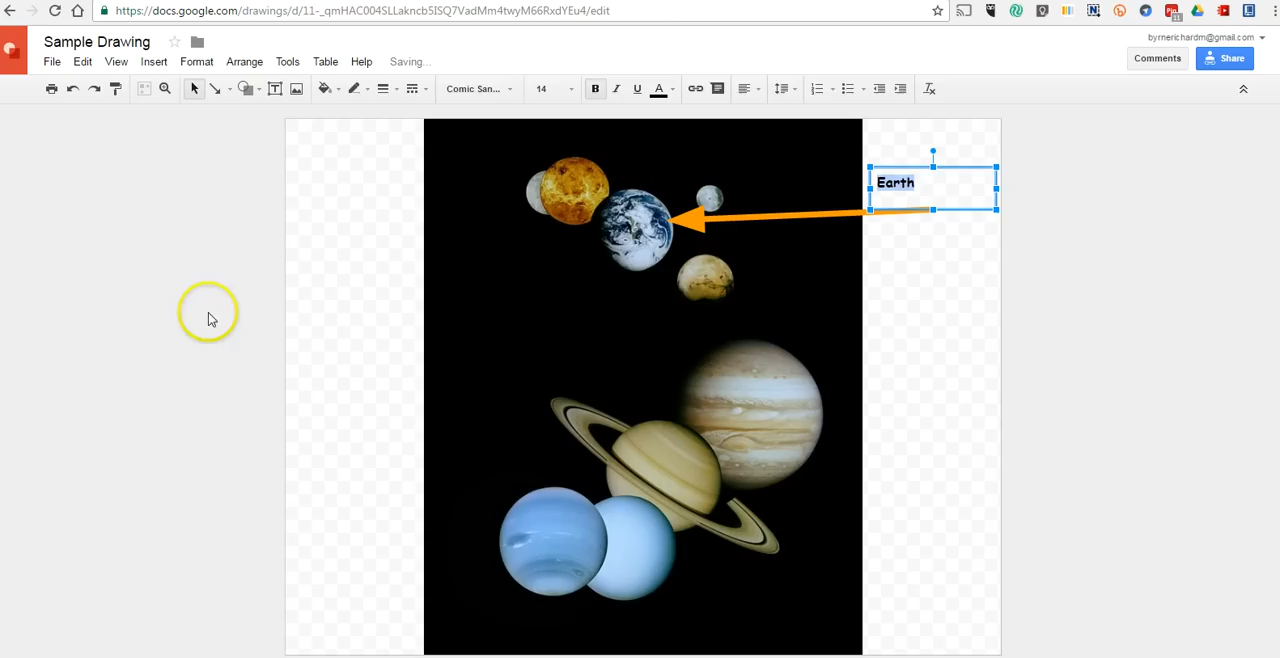 https://docs.google.com/drawings/d/11-_qmHAC004SLLakncb5ISQ7VadMm4twyM66RxdYEu4/edit
Sample Drawing
byrnerichardm@gmail.com
File Edit View Insert Format Arrange Tools Table Help Saving...
Comments Share
Comic San... 14 B I U A
Earth